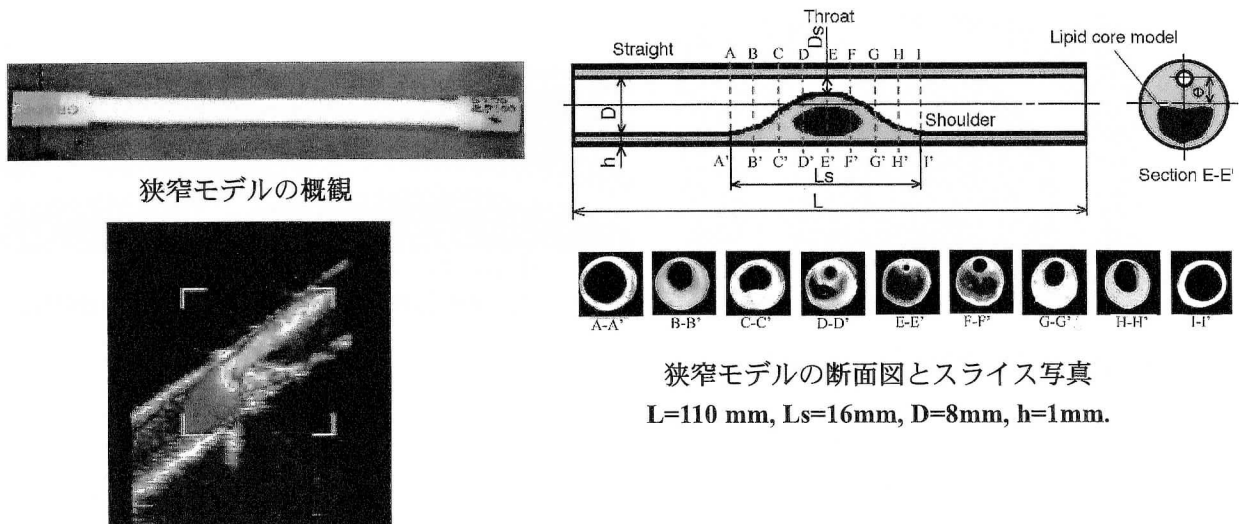 狭窄モデルの概観
Throat
Straight
Ds
A B C D E F G H I
D
Shoulder
h
A' B' C' D' E' F' G' H' I'
Ls
L
Lipid core model
e
Section E-E'
A-A' B-B' C-C' D-D' E-E' F-F' G-G' H-H' I-I'
狭窄モデルの断面図とスライス写真
L=110 mm, Ls=16mm, D=8mm, h=1mm.